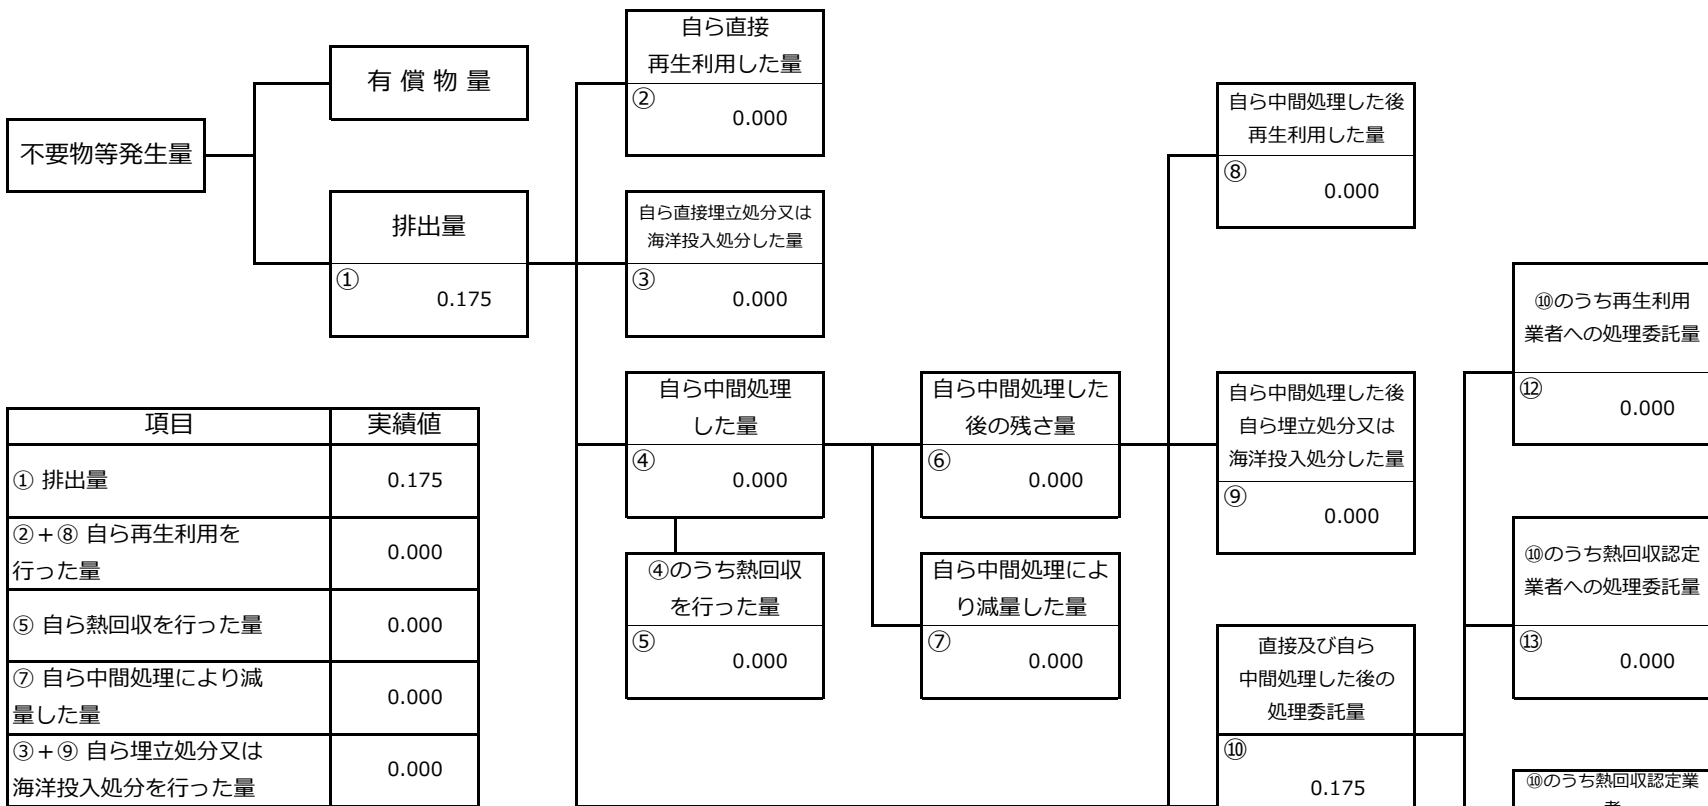 不要物等発生量
有 償 物 量
排出量
①
0.175
自ら直接
再生利用した量
②
0.000
自ら直接埋立処分又は
海洋投入処分した量
③
0.000
自ら中間処理
した量
④
0.000
④のうち熱回収
を行った量
⑤
0.000
自ら中間処理した
後の残さ量
⑥
0.000
自ら中間処理によ
り減量した量
⑦
0.000
自ら中間処理した後
再生利用した量
⑧
0.000
自ら中間処理した後
自ら埋立処分又は
海洋投入処分した量
⑨
0.000
直接及び自ら
中間処理した後の
処理委託量
⑩
0.175
⑩のうち再生利用
業者への処理委託量
⑫
0.000
⑩のうち熱回収認定
業者への処理委託量
⑬
0.000
⑩のうち熱回収認定業
項目 実績値
① 排出量 0.175
②+⑧ 自ら再生利用を
行った量 0.000
⑤ 自ら熱回収を行った量 0.000
⑦ 自ら中間処理により減
量した量 0.000
③+⑨ 自ら埋立処分又は
海洋投入処分を行った量 0.000